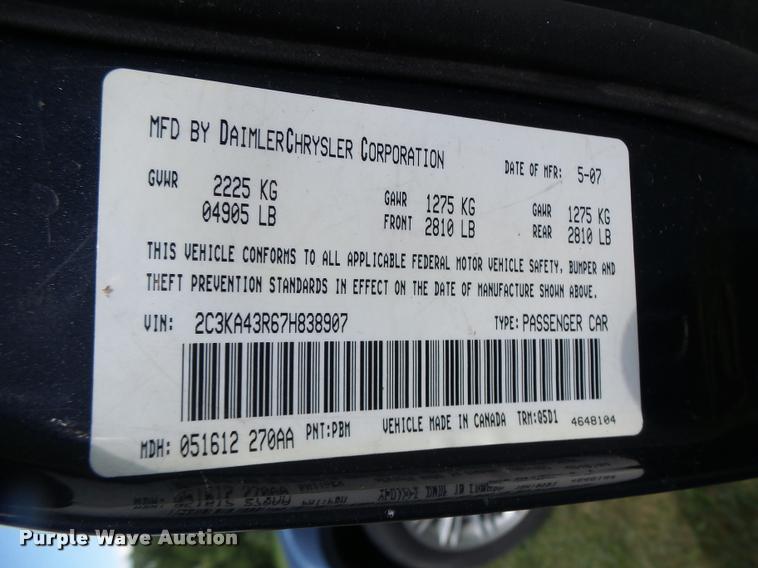 MFD BY DAIMLERCHRYSLER CORPORATION DATE OF MFR: 5-07
GVWR 2225 KG GAWR 1275 KG GAWR 1275 KG
04905 LB FRONT 2810 LB REAR 2810 LB
THIS VEHICLE CONFORMS TO ALL APPLICABLE FEDERAL MOTOR VEHICLE SAFETY, BUMPER AND
THEFT PREVENTION STANDARDS IN EFFECT ON THE DATE OF MANUFACTURE SHOWN ABOVE.
VIN: 2C3KA43R67H838907 TYPE: PASSENGER CAR
MDH: 051612 270AA PNT:PBM VEHICLE MADE IN CANADA TRM:Q5D1 4648104
Purple Wave Auction